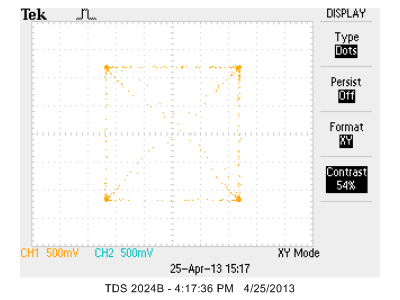 Tek
DISPLAY
Type
Dots
Persist
Off
Format
XY
Contrast
54%
CH1 500mV CH2 500mV XY Mode
25-Apr-13 15:17
TDS 2024B - 4:17:36 PM 4/25/2013